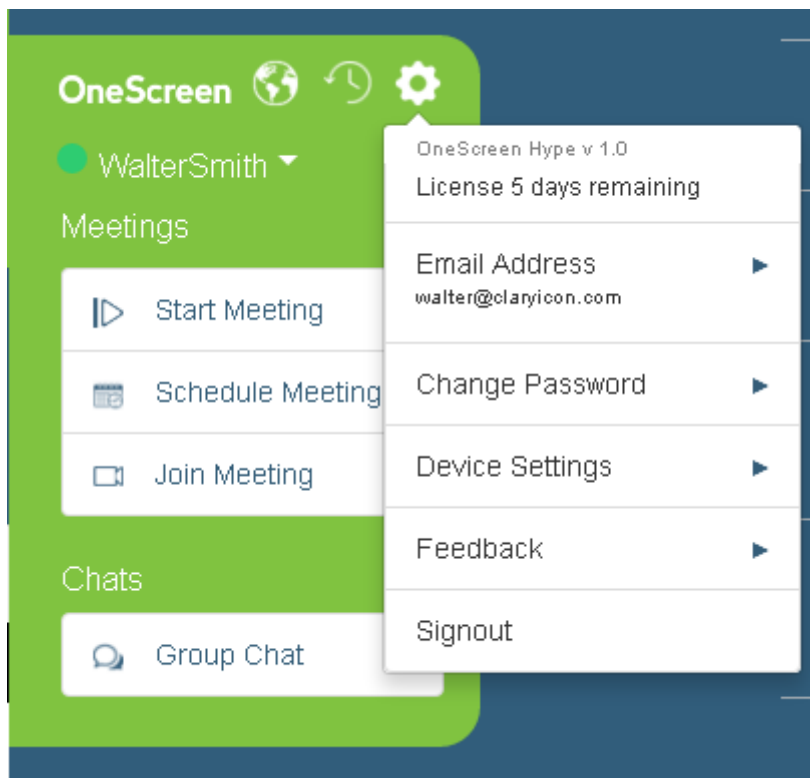 OneScreen
WalterSmith
Meetings
Start Meeting
Schedule Meeting
Join Meeting
Chats
Group Chat
OneScreen Hype v 1.0
License 5 days remaining
Email Address
walter@claryicon.com
Change Password
Device Settings
Feedback
Signout